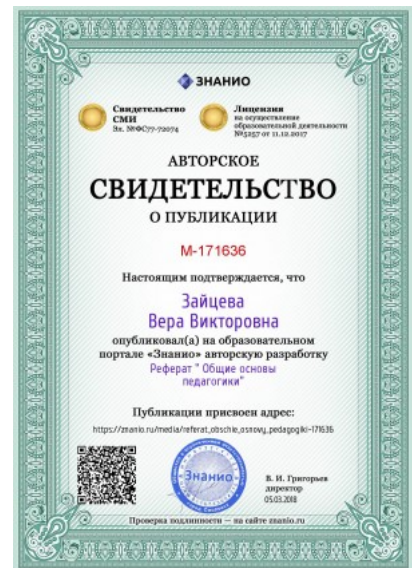 ЗНАНИО
Свидетельство
СМИ
Эл. №ФС77-72074
Лицензия
на осуществление
образовательной деятельности
№5257 от 11.12.2017
АВТОРСКОЕ
СВИДЕТЕЛЬСТВО
О ПУБЛИКАЦИИ
М-171636
Настоящим подтверждается, что
Зайцева
Вера Викторовна
опубликовал(а) на образовательном
портале «Знанио» авторскую разработку
Реферат " Общие основы
педагогики"
Публикации присвоен адрес:
https://znanio.ru/media/referat_obschie_osnovy_pedagogiki-171636
Знанио
В. И. Григорьев
директор
05.03.2018
Проверка подлинности — на сайте znanio.ru